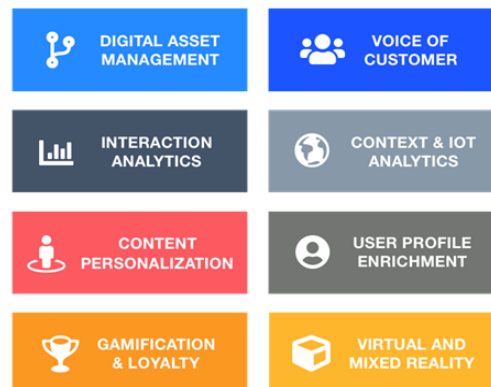 DIGITAL ASSET
MANAGEMENT
VOICE OF
CUSTOMER
INTERACTION
ANALYTICS
CONTEXT & IOT
ANALYTICS
CONTENT
PERSONALIZATION
USER PROFILE
ENRICHMENT
GAMIFICATION
& LOYALTY
VIRTUAL AND
MIXED REALITY